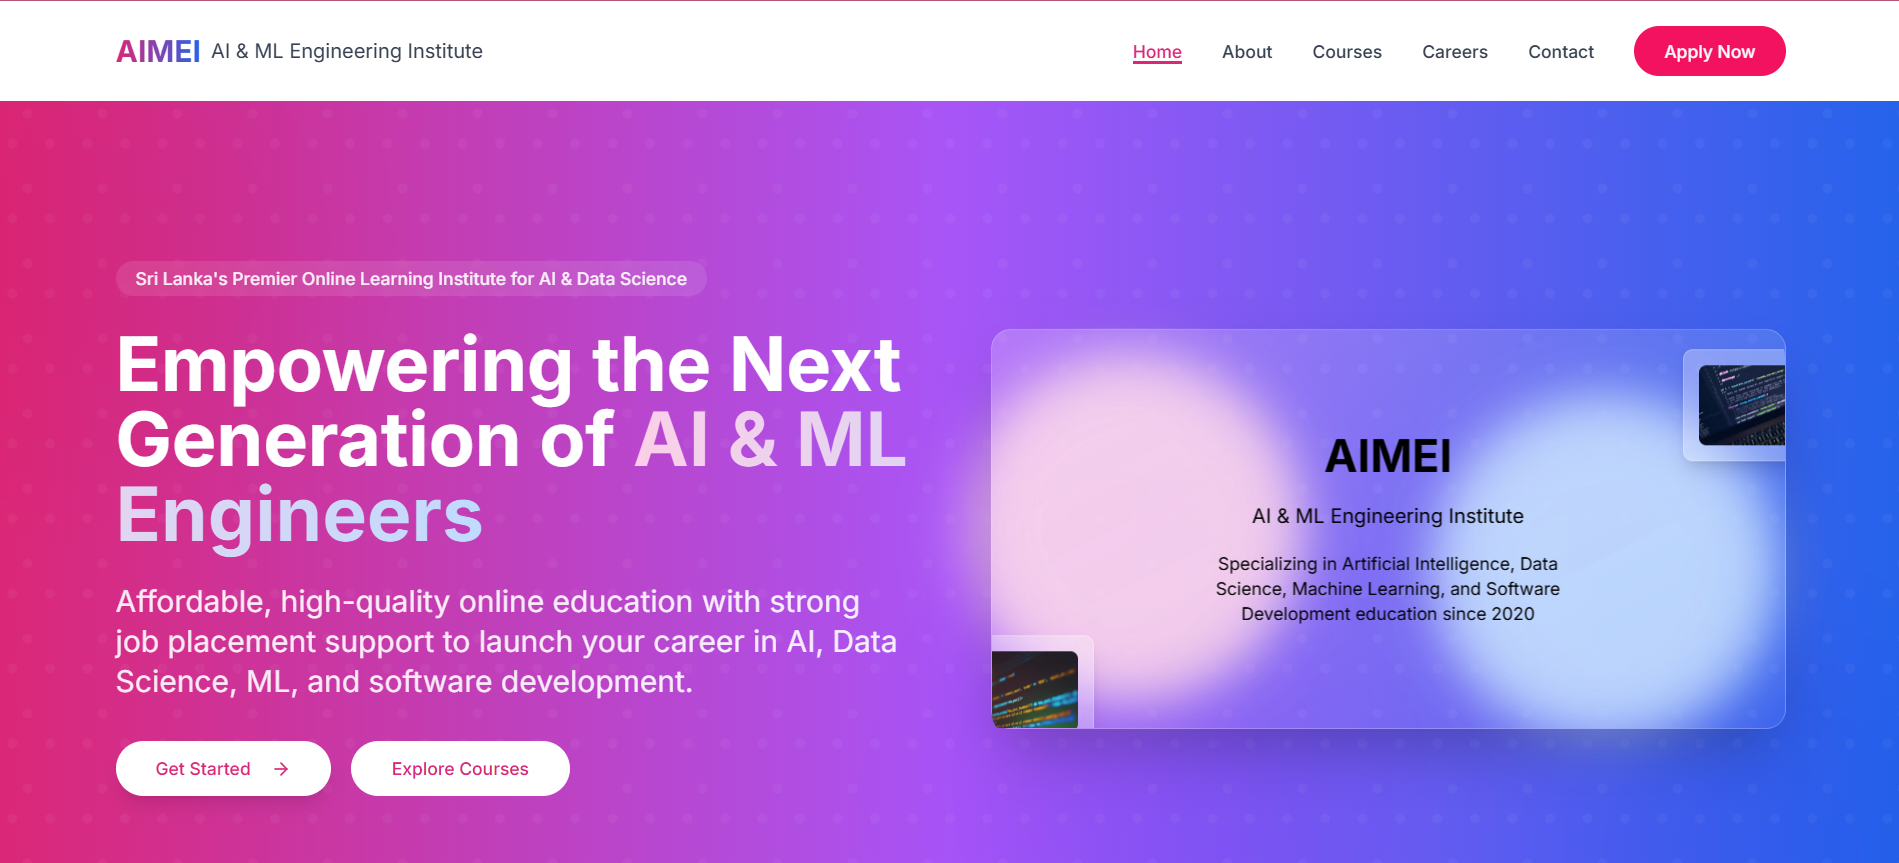 AIMEI AI & ML Engineering Institute
Home About Courses Careers Contact Apply Now
Sri Lanka's Premier Online Learning Institute for AI & Data Science
Empowering the Next
Generation of AI & ML
Engineers
Affordable, high-quality online education with strong
job placement support to launch your career in AI, Data
Science, ML, and software development.
Get Started → Explore Courses
AIMEI
AI & ML Engineering Institute
Specializing in Artificial Intelligence, Data
Science, Machine Learning, and Software
Development education since 2020